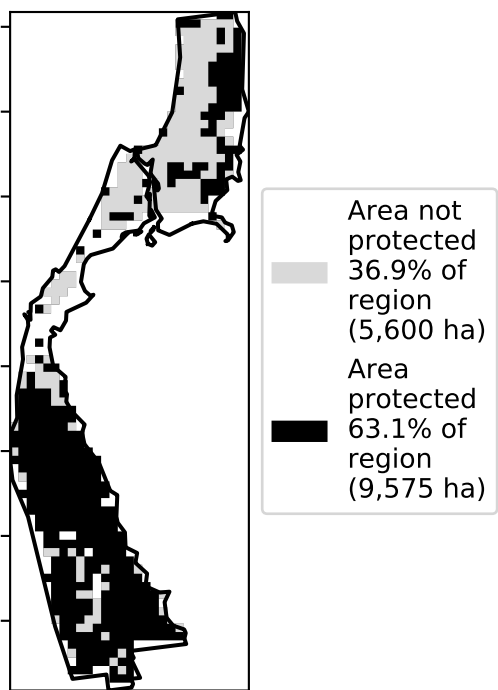 Area not
protected
36.9% of
region
(5,600 ha)
Area
protected
63.1% of
region
(9,575 ha)